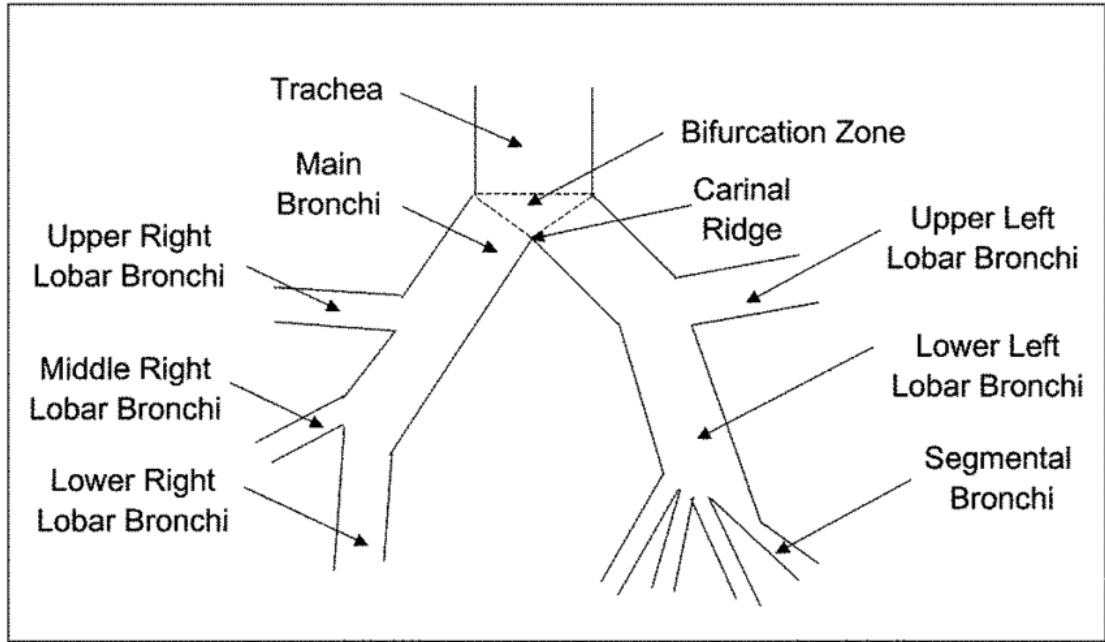 Trachea
Bifurcation Zone
Main
Bronchi
Carinal
Ridge
Upper Right
Lobar Bronchi
Upper Left
Lobar Bronchi
Middle Right
Lobar Bronchi
Lower Left
Lobar Bronchi
Lower Right
Lobar Bronchi
Segmental
Bronchi